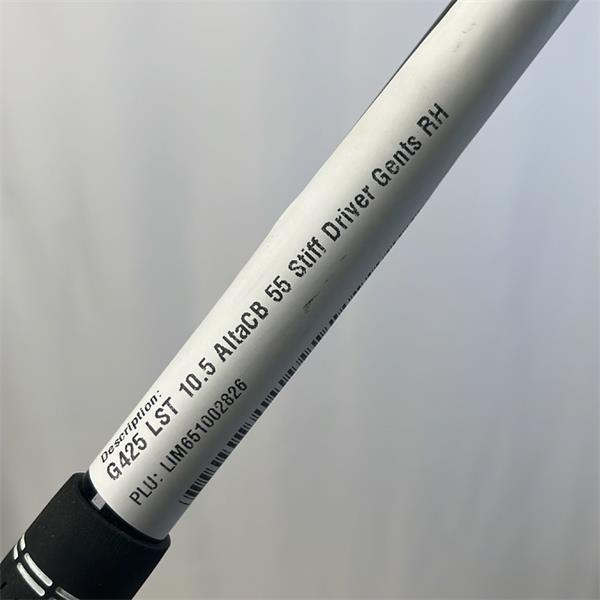 Description:
G425 LST 10.5 AltaCB 55 Stiff Driver Gents RH
PLU: LIM651002826